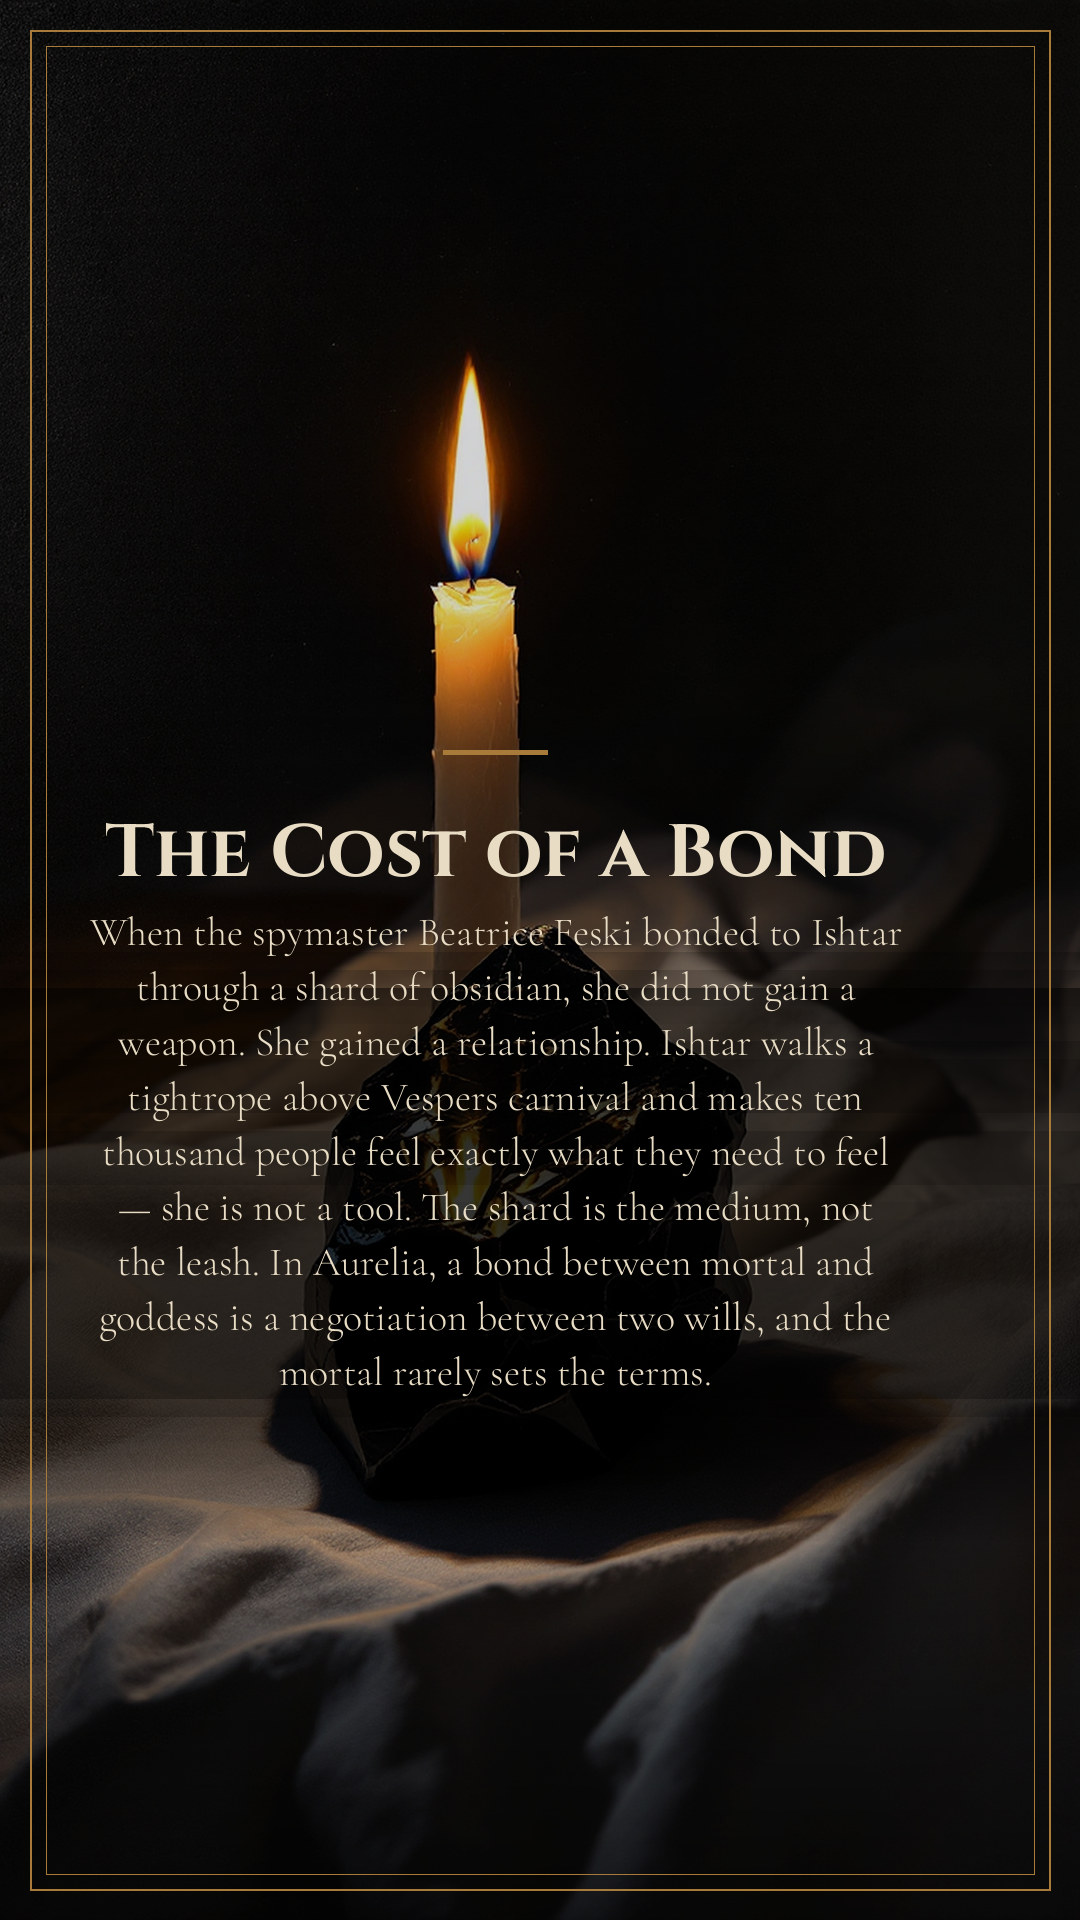 The Cost of a Bond
When the spymaster Beatrice Feski bonded to Ishtar
through a shard of obsidian, she did not gain a
weapon. She gained a relationship. Ishtar walks a
tightrope above Vespers carnival and makes ten
thousand people feel exactly what they need to feel
— she is not a tool. The shard is the medium, not
the leash. In Aurelia, a bond between mortal and
goddess is a negotiation between two wills, and the
mortal rarely sets the terms.